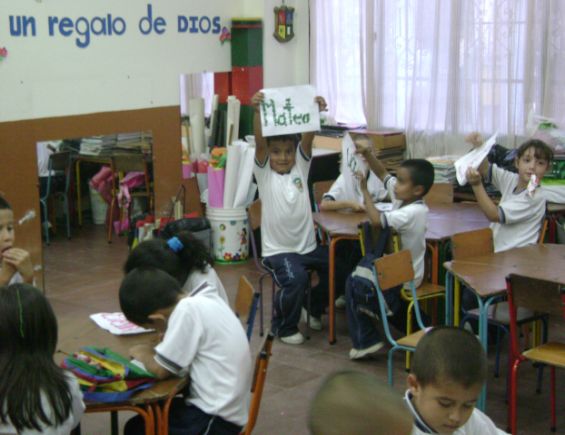 un regalo de DIOS.
Mateo